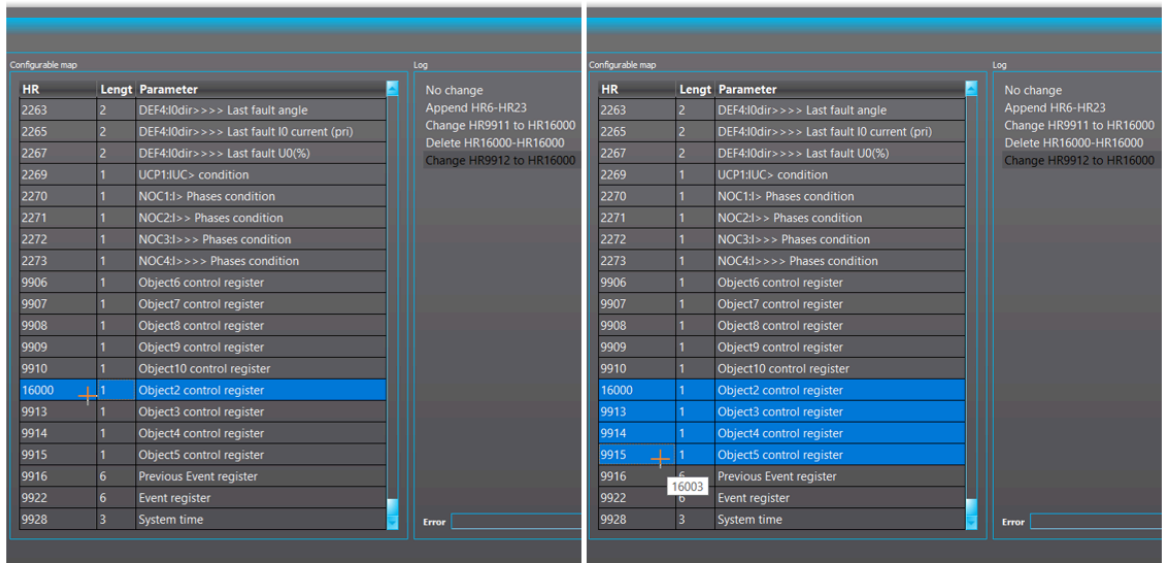 Configurable map
HR Lengt Parameter
2263 2 DEF4:I0dir>>>> Last fault angle
2265 2 DEF4:I0dir>>>> Last fault I0 current (pri)
2267 2 DEF4:I0dir>>>> Last fault U0(%)
2269 1 UCP1:IUC> condition
2270 1 NOC1:I> Phases condition
2271 1 NOC2:I>> Phases condition
2272 1 NOC3:I>>> Phases condition
2273 1 NOC4:I>>>> Phases condition
9906 1 Object6 control register
9907 1 Object7 control register
9908 1 Object8 control register
9909 1 Object9 control register
9910 1 Object10 control register
16000 1 Object2 control register
9913 1 Object3 control register
9914 1 Object4 control register
9915 1 Object5 control register
9916 6 Previous Event register
9922 6 Event register
9928 3 System time
Log
No change
Append HR6-HR23
Change HR9911 to HR16000
Delete HR16000-HR16000
Change HR9912 to HR16000
Error
Configurable map
HR Lengt Parameter
2263 2 DEF4:I0dir>>>> Last fault angle
2265 2 DEF4:I0dir>>>> Last fault I0 current (pri)
2267 2 DEF4:I0dir>>>> Last fault U0(%)
2269 1 UCP1:IUC> condition
2270 1 NOC1:I> Phases condition
2271 1 NOC2:I>> Phases condition
2272 1 NOC3:I>>> Phases condition
2273 1 NOC4:I>>>> Phases condition
9906 1 Object6 control register
9907 1 Object7 control register
9908 1 Object8 control register
9909 1 Object9 control register
9910 1 Object10 control register
16000 1 Object2 control register
9913 1 Object3 control register
9914 1 Object4 control register
9915 1 Object5 control register
9916 6 Previous Event register
16003
9922 6 Event register
9928 3 System time
Log
No change
Append HR6-HR23
Change HR9911 to HR16000
Delete HR16000-HR16000
Change HR9912 to HR16000
Error